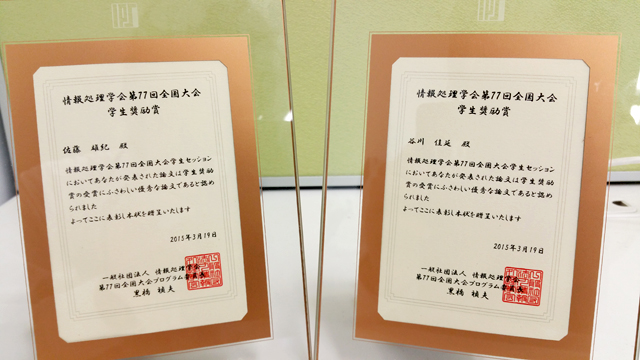 IPSJ
情報処理学会第77回全国大会
学生奨励賞
佐藤 雄紀 殿
情報処理学会第77回全国大会学生セッション
においてあなたが発表された論文は学生奨励
賞の受賞にふさわしい優秀な論文であると認め
られました
よってここに表彰し本状を贈呈いたします
2015年3月19日
一般社団法人 情報処理学会
第77回全国大会プログラム委員長
黒橋 禎夫
情報処理学会第77回全国大会
学生奨励賞
谷川 佳延 殿
情報処理学会第77回全国大会学生セッション
においてあなたが発表された論文は学生奨励
賞の受賞にふさわしい優秀な論文であると認め
られました
よってここに表彰し本状を贈呈いたします
2015年3月19日
一般社団法人 情報処理学会
第77回全国大会プログラム委員長
黒橋 禎夫